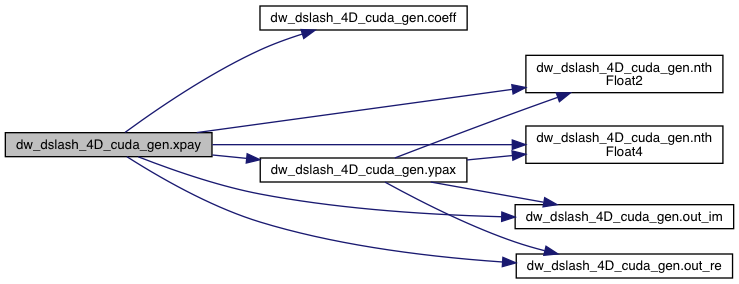 dw_dslash_4D_cuda_gen.coeff
dw_dslash_4D_cuda_gen.nth
Float2
dw_dslash_4D_cuda_gen.xpay
dw_dslash_4D_cuda_gen.nth
Float4
dw_dslash_4D_cuda_gen.ypax
dw_dslash_4D_cuda_gen.out_im
dw_dslash_4D_cuda_gen.out_re